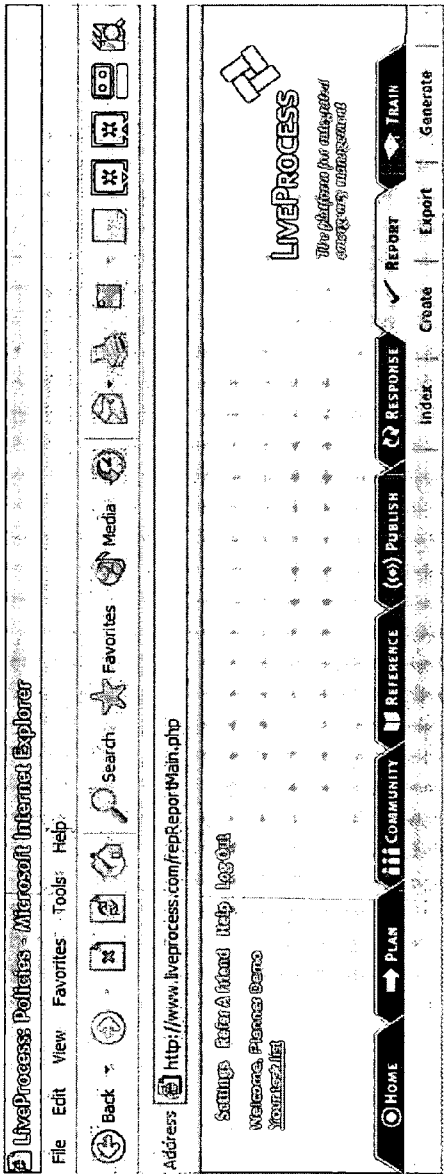 LiveProcess: Policies - Microsoft Internet Explorer
File Edit View Favorites Tools Help
Back Search Favorites Media
Address http://www.liveprocess.com/repReportMain.php
Settings Refer A Friend Help Log Out
Welcome, Planner Demo
Your task list
LIVEPROCESS
The platform for integrated
emergency management
HOME PLAN COMMUNITY REFERENCE PUBLISH RESPONSE REPORT TRAIN
Index Create Export Generate